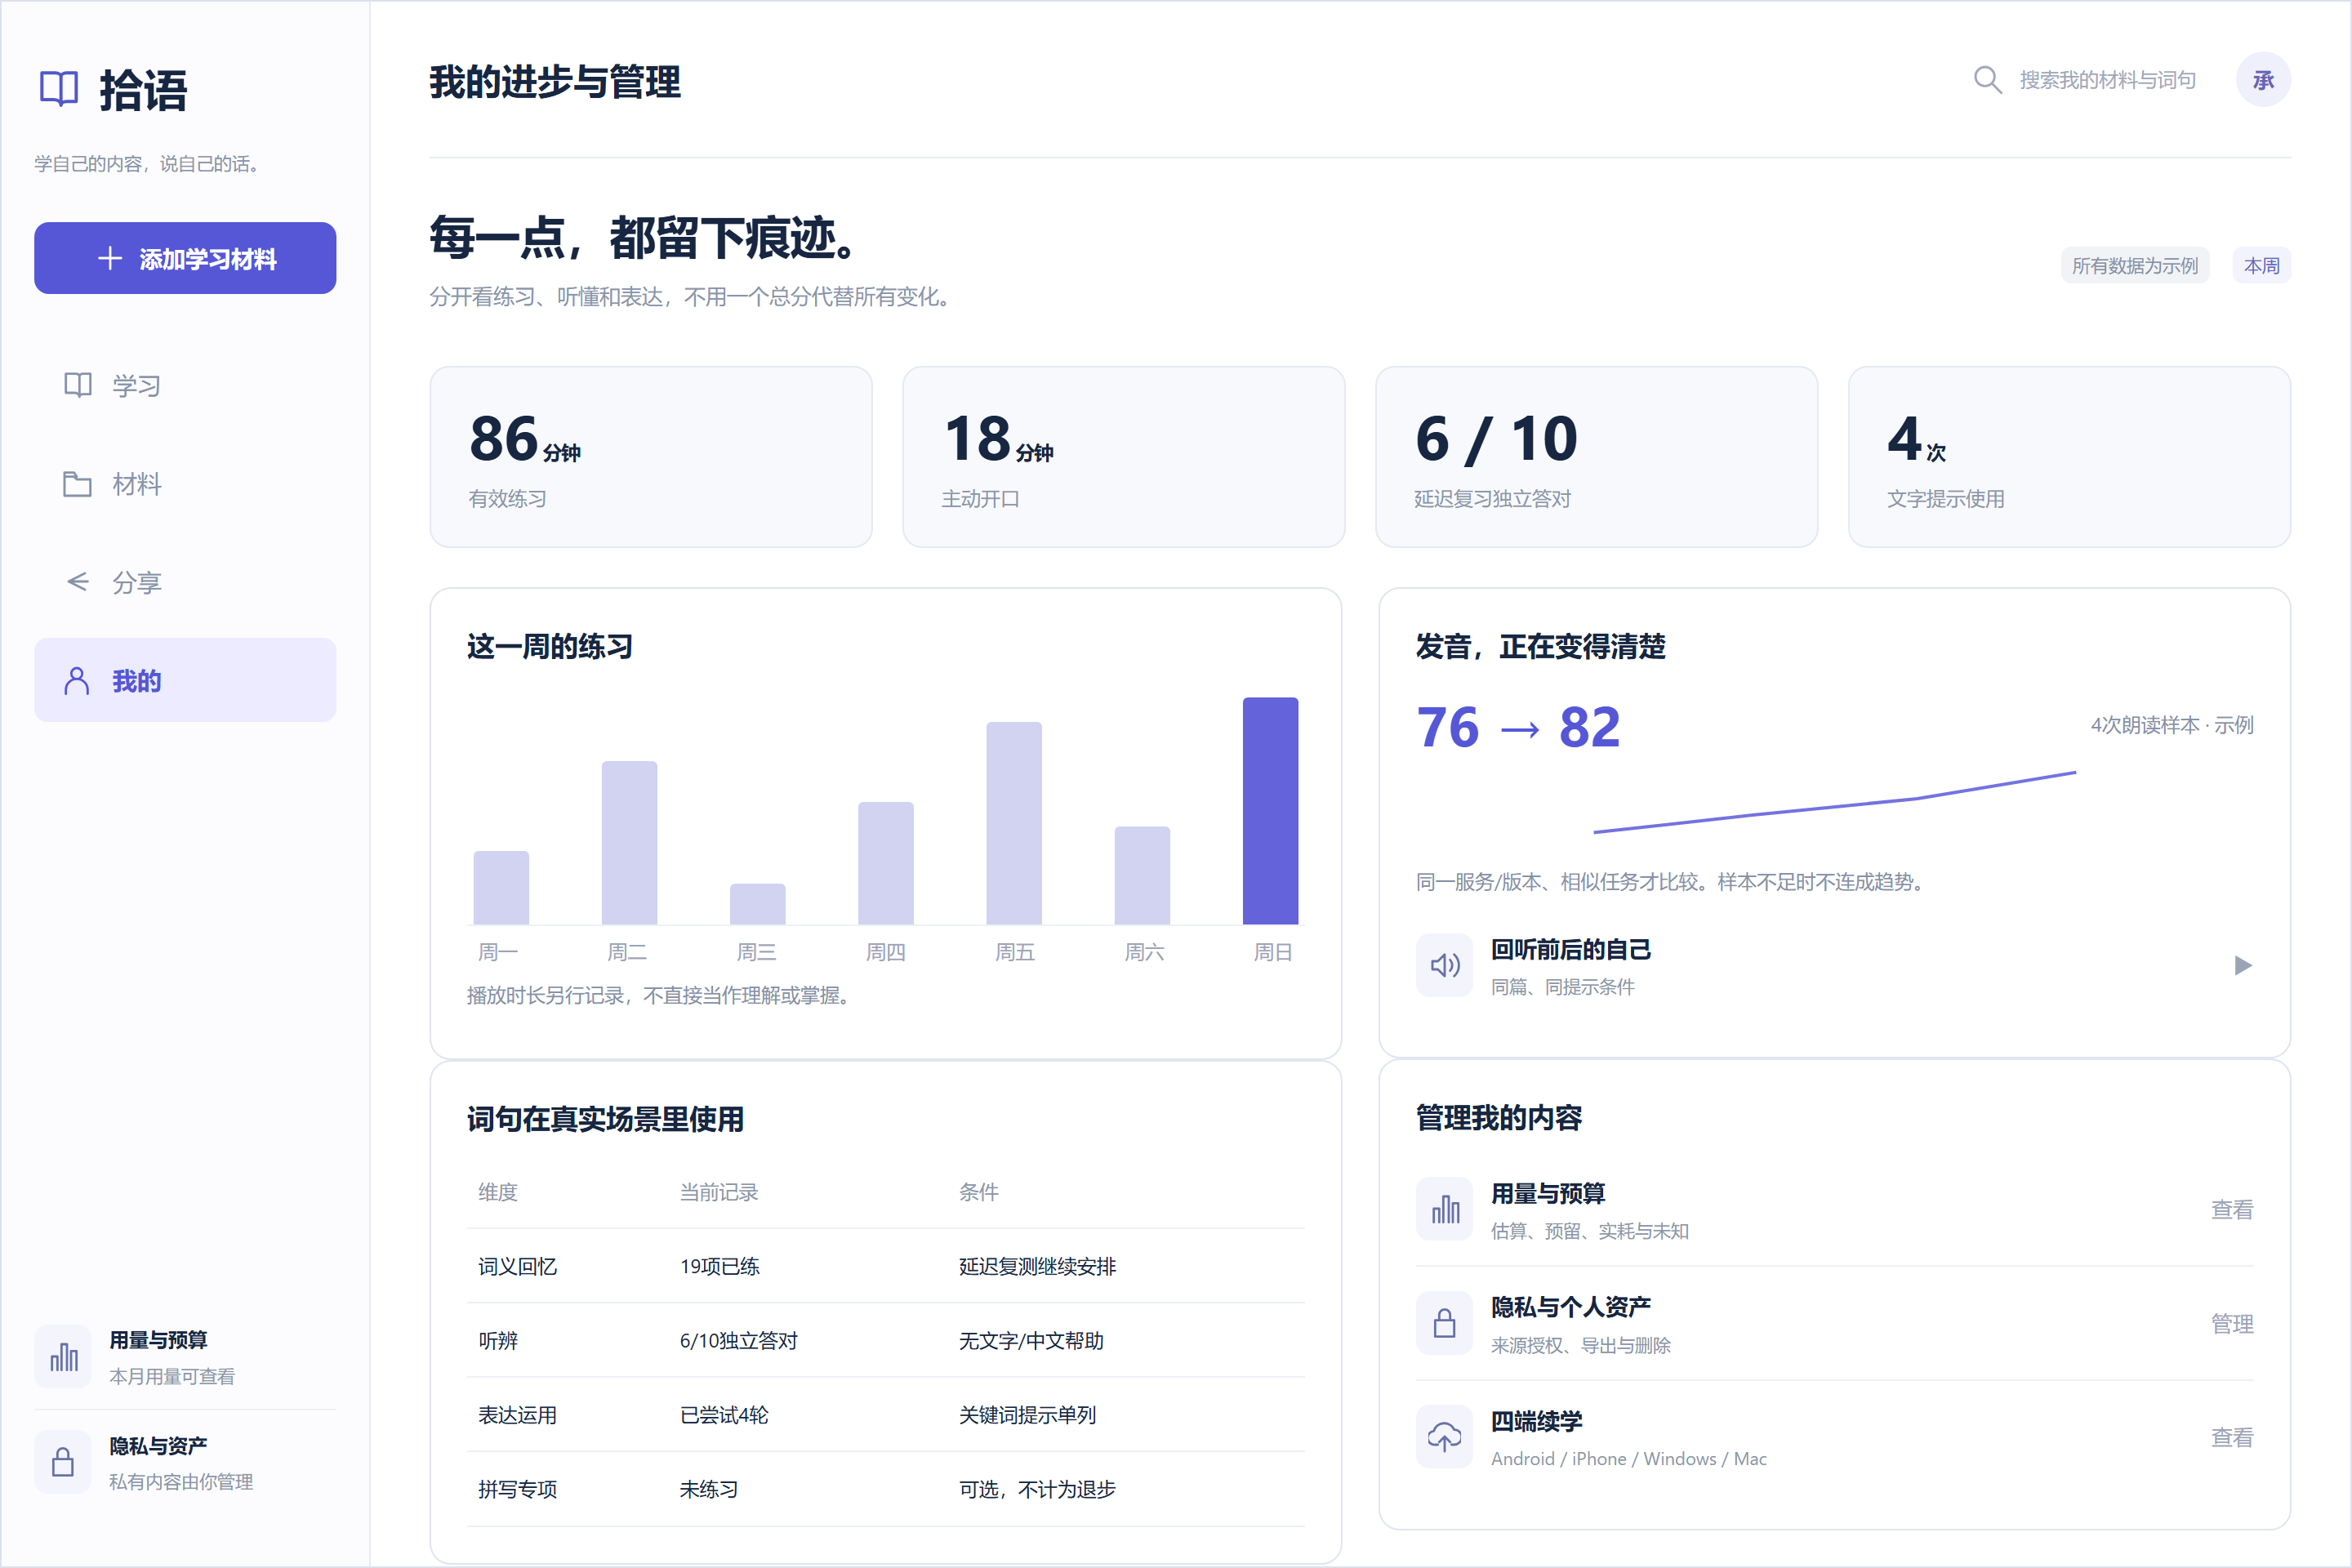 拾语
学自己的内容，说自己的话。
添加学习材料
学习
材料
分享
我的
用量与预算
本月用量可查看
隐私与资产
私有内容由你管理
我的进步与管理
搜索我的材料与词句
承
每一点，都留下痕迹。
分开看练习、听懂和表达，不用一个总分代替所有变化。
所有数据为示例
本周
86分钟
有效练习
18分钟
主动开口
6 / 10
延迟复习独立答对
4次
文字提示使用
这一周的练习
周一 周二 周三 周四 周五 周六 周日
播放时长另行记录，不直接当作理解或掌握。
发音，正在变得清楚
76 → 82
4次朗读样本 · 示例
同一服务/版本、相似任务才比较。样本不足时不连成趋势。
回听前后的自己
同篇、同提示条件
词句在真实场景里使用
维度 当前记录 条件
词义回忆 19项已练 延迟复测继续安排
听辨 6/10独立答对 无文字/中文帮助
表达运用 已尝试4轮 关键词提示单列
拼写专项 未练习 可选，不计为退步
管理我的内容
用量与预算
估算、预留、实耗与未知
查看
隐私与个人资产
来源授权、导出与删除
管理
四端续学
Android / iPhone / Windows / Mac
查看